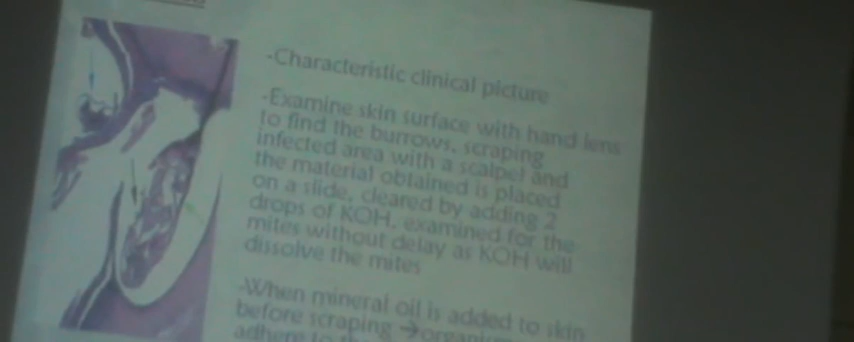 -Characteristic clinical picture
-Examine skin surface with hand lens
to find the burrows, scraping
infected area with a scalpel and
the material obtained is placed
on a slide, cleared by adding 2
drops of KOH, examined for the
mites without delay as KOH will
dissolve the mites
-When mineral oil is added to skin
before scraping →
adhere to